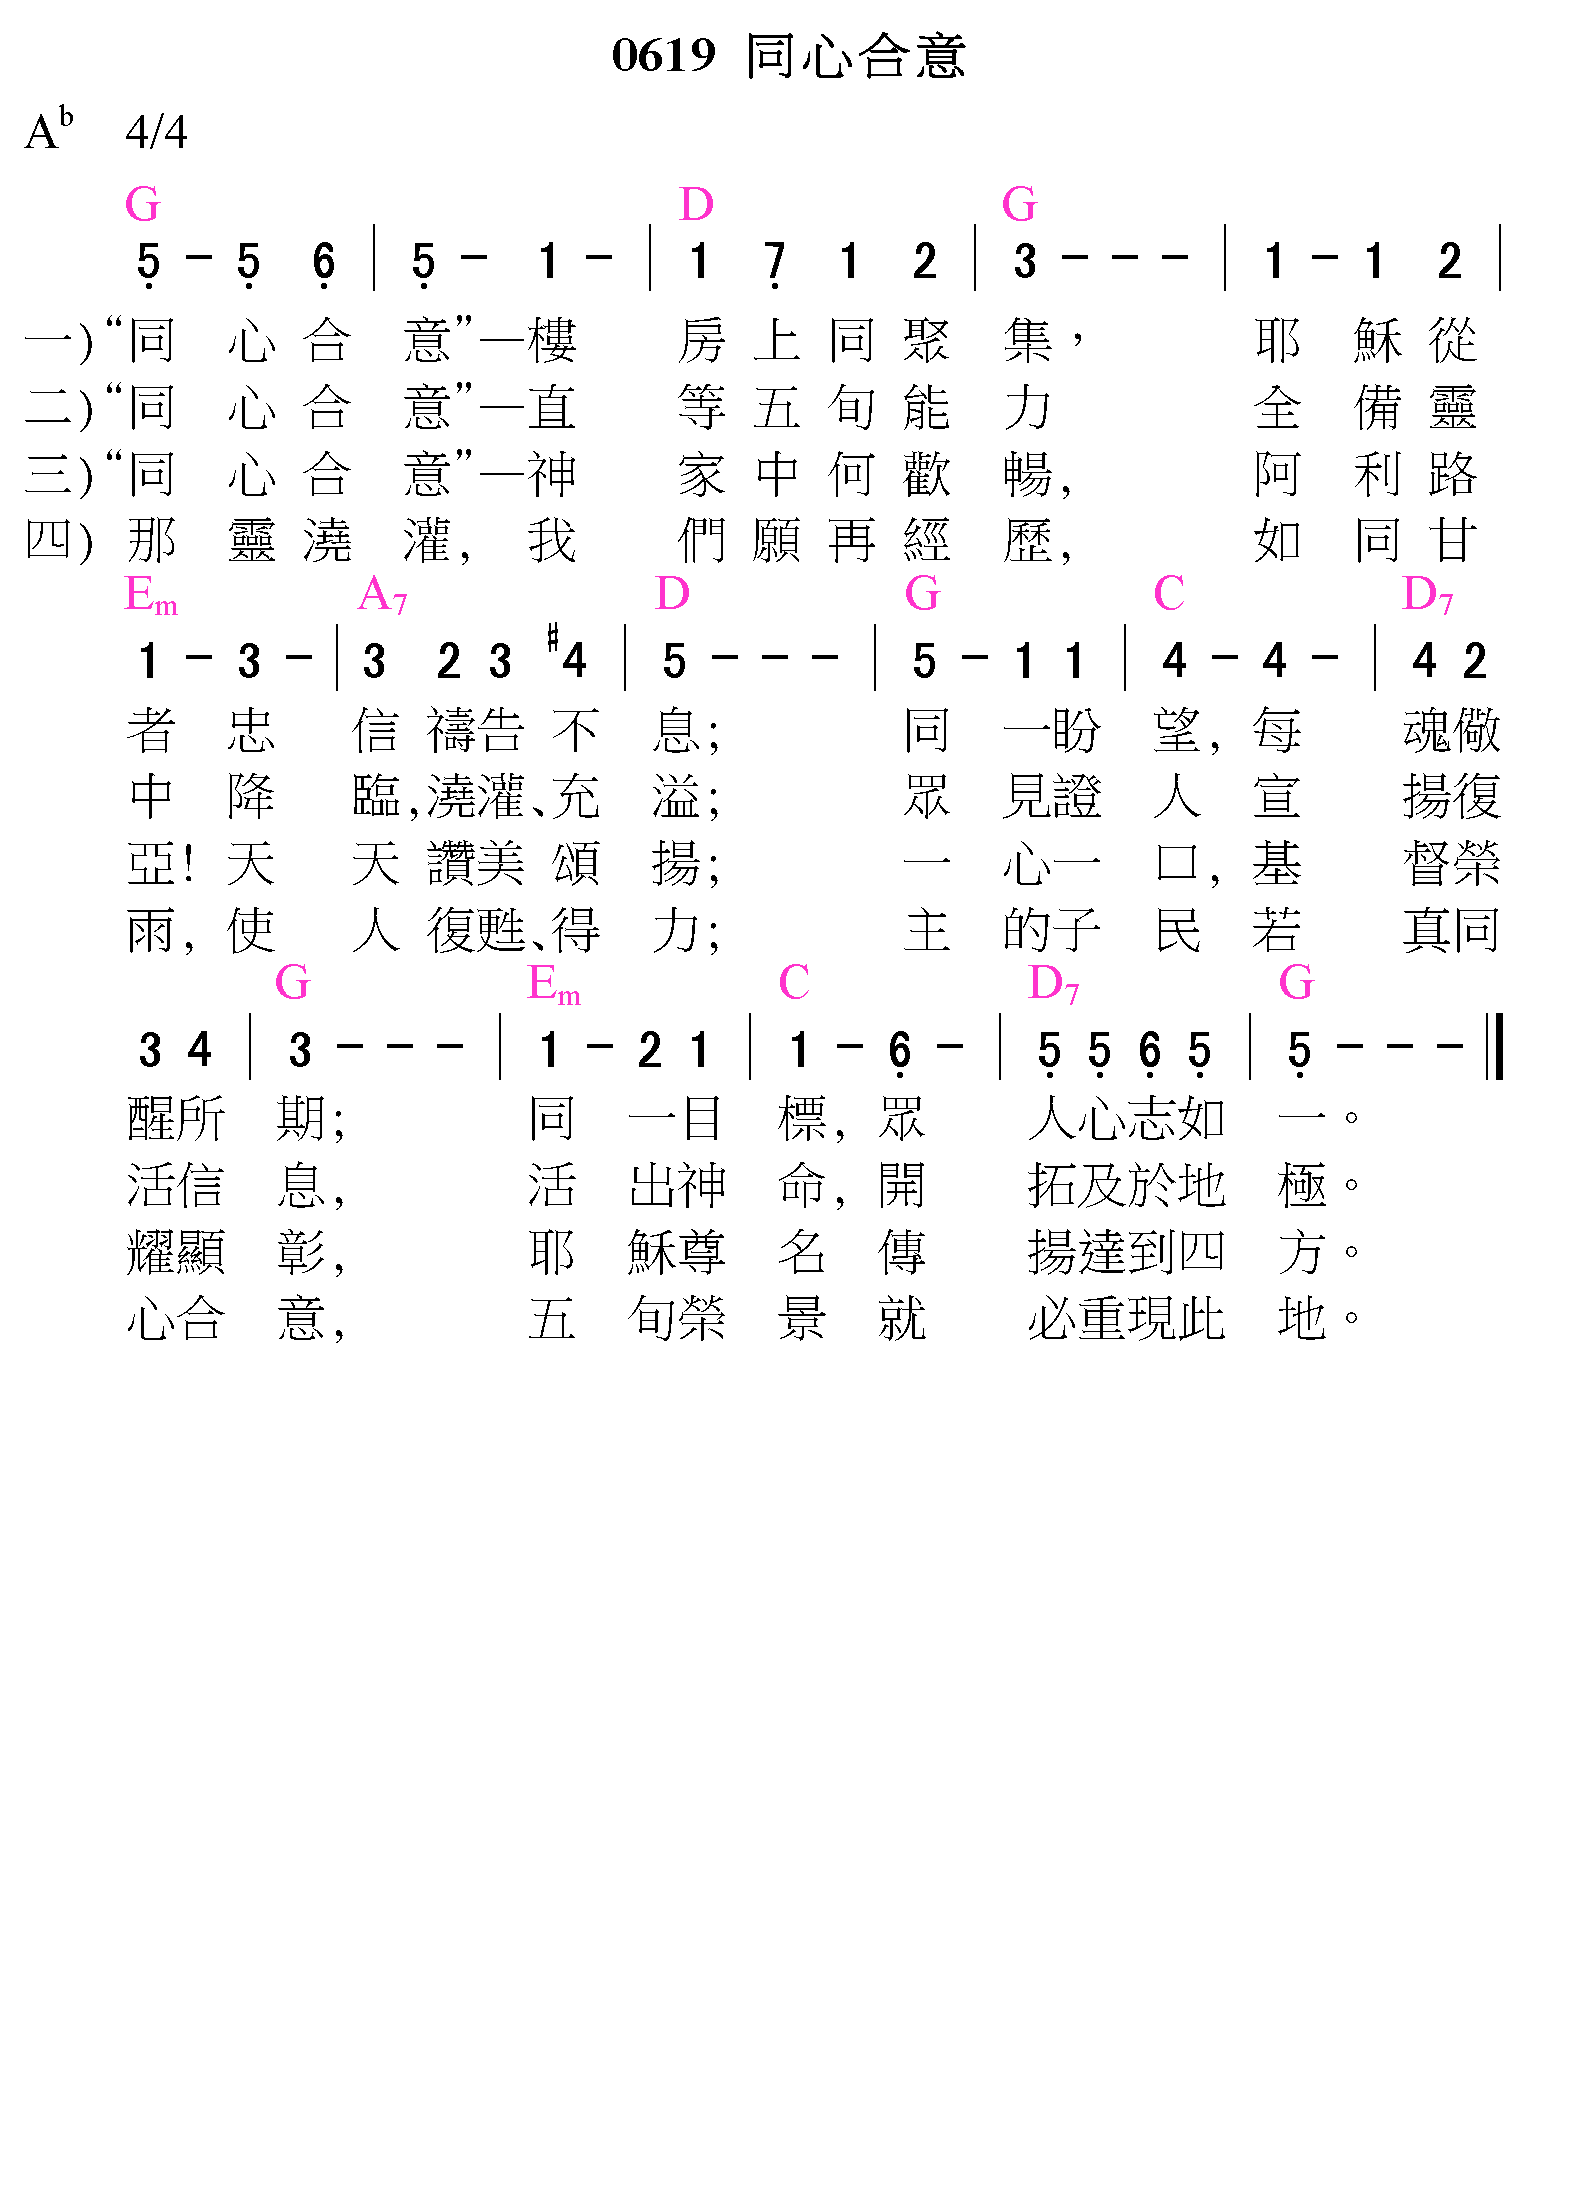 0619 同心合意
A♭ 4/4
G D G
5̣ - 5̣ 6̣ | 5̣ - 1 - | 1 7̣ 1 2 | 3 - - - | 1 - 1 2 |
一)“同 心 合 意”—樓 房 上 同 聚 集, 耶 穌 從
二)“同 心 合 意”—直 等 五 旬 能 力 全 備 靈
三)“同 心 合 意”—神 家 中 何 歡 暢, 阿 利 路
四) 那 靈 澆 灌, 我 們 願 再 經 歷, 如 同 甘
Em A7 D G C D7
1 - 3 - | 3 2 3 #4 | 5 - - - | 5 - 1 1 | 4 - 4 - | 4 2
者 忠 信 禱告 不 息; 同 一盼 望, 每 魂儆
中 降 臨,澆灌、充 溢; 眾 見證 人 宣 揚復
亞! 天 天 讚美 頌 揚; 一 心一 口, 基 督榮
雨, 使 人 復甦、得 力; 主 的子 民 若 真同
G Em C D7 G
3 4 | 3 - - - | 1 - 2 1 | 1 - 6̣ - | 5̣ 5̣ 6̣ 5̣ | 5̣ - - - ‖
醒所 期; 同 一目 標, 眾 人心志如 一。
活信 息, 活 出神 命, 開 拓及於地 極。
耀顯 彰, 耶 穌尊 名 傳 揚達到四 方。
心合 意, 五 旬榮 景 就 必重現此 地。